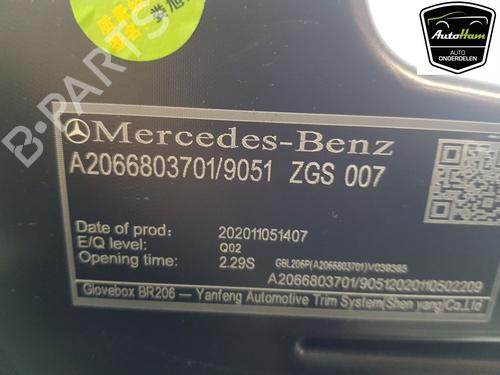 AutoHam
AUTO
ONDERDELEN
B-PARTS
Mercedes-Benz
A2066803701/9051 ZGS 007
Date of prod: 202011051407
E/Q level: Q02
Opening time: 2.29S
GBL206P(A2066803701)V039385
A2066803701/90512020110502209
Glovebox BR206 -- Yanfeng Automotive Trim System(Shen yang)Co.,Ltd